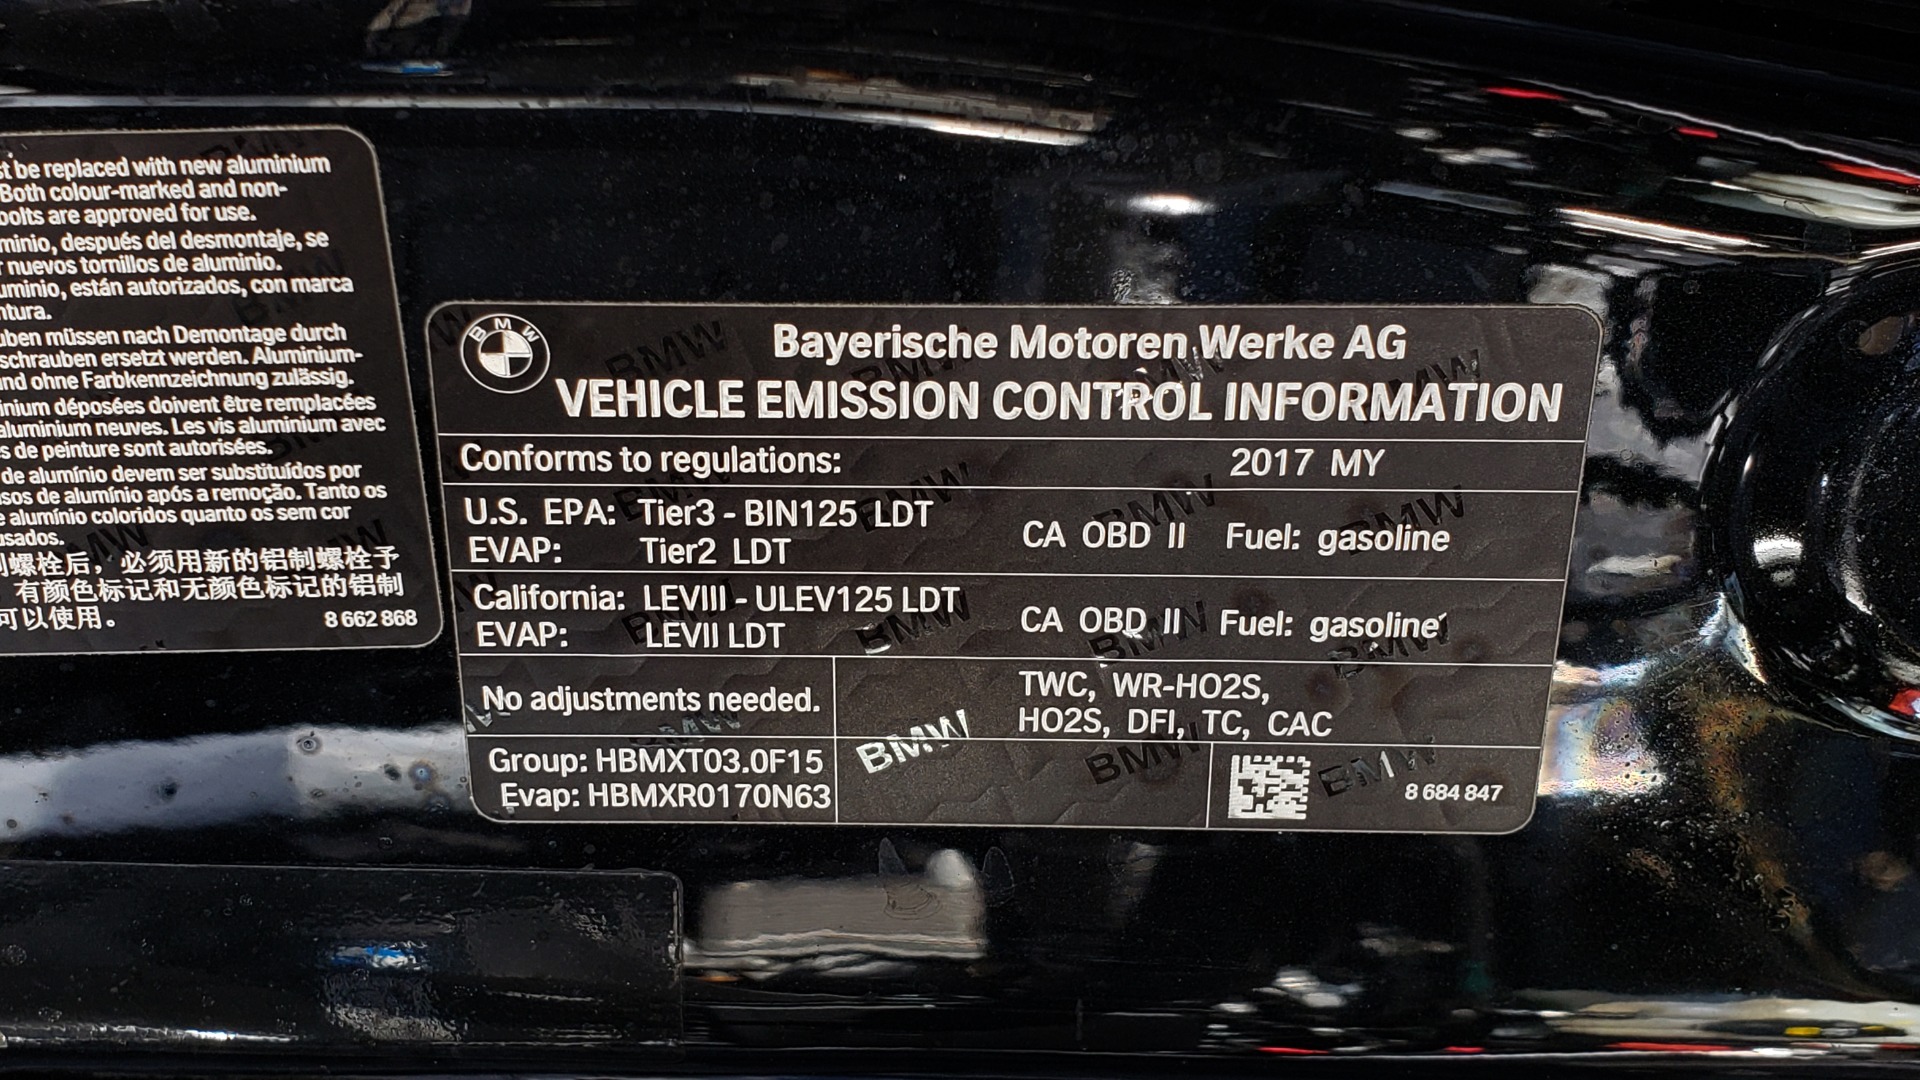 st be replaced with new aluminium
Both colour-marked and non-
bolts are approved for use.
minio, después del desmontaje, se
r nuevos tornillos de aluminio.
uminio, están autorizados, con marca
ntura.
uben müssen nach Demontage durch
schrauben ersetzt werden. Aluminium-
nd ohne Farbkennzeichnung zulässig.
inium déposées doivent être remplacées
aluminium neuves. Les vis aluminium avec
s de peinture sont autorisées.
de alumínio devem ser substituídos por
usos de alumínio após a remoção. Tanto os
e alumínio coloridos quanto os sem cor
usados.
螺栓后，必须用新的铝制螺栓予
有颜色标记和无颜色标记的铝制
可以使用。
8 662 868
BMW
Bayerische Motoren Werke AG
VEHICLE EMISSION CONTROL INFORMATION
Conforms to regulations: 2017 MY
U.S. EPA: Tier3 - BIN125 LDT
EVAP: Tier2 LDT
CA OBD II Fuel: gasoline
California: LEVIII - ULEV125 LDT
EVAP: LEVII LDT
CA OBD II Fuel: gasoline
No adjustments needed.
TWC, WR-HO2S,
HO2S, DFI, TC, CAC
Group: HBMXT03.0F15
Evap: HBMXR0170N63
BMW
8 684 847